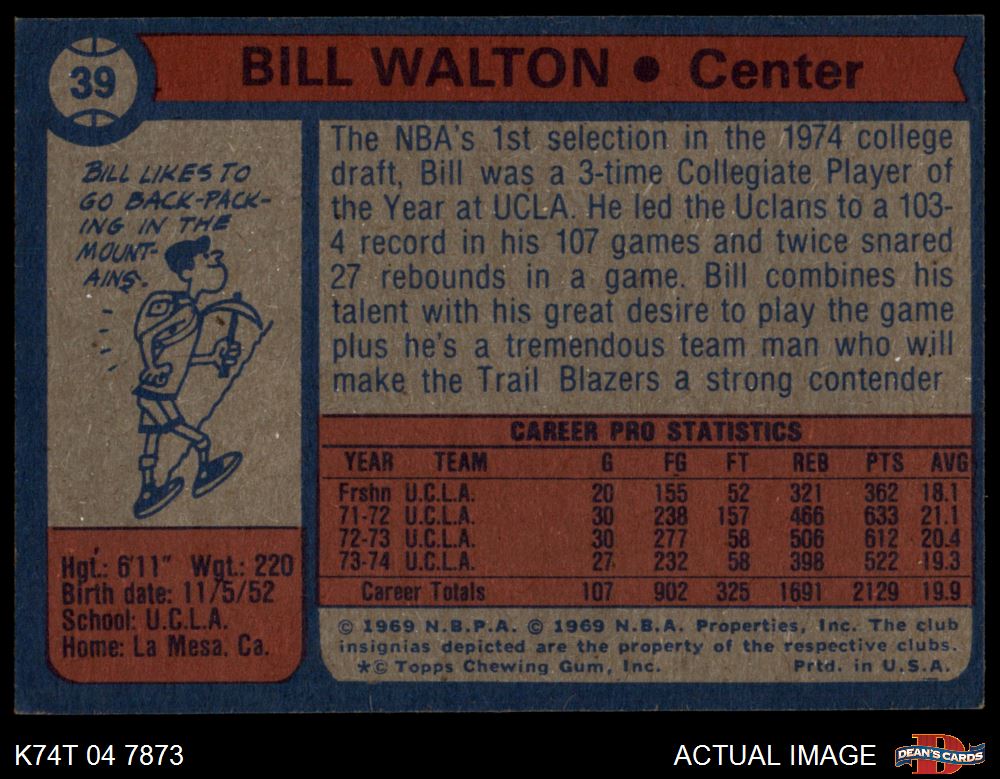 39
BILL WALTON • Center
BILL LIKES TO
GO BACK-PACK-
ING IN THE
MOUNT-
AINS.
Hgt.: 6'11" Wgt.: 220
Birth date: 11/5/52
School: U.C.L.A.
Home: La Mesa, Ca.
The NBA's 1st selection in the 1974 college
draft, Bill was a 3-time Collegiate Player of
the Year at UCLA. He led the Uclans to a 103-
4 record in his 107 games and twice snared
27 rebounds in a game. Bill combines his
talent with his great desire to play the game
plus he's a tremendous team man who will
make the Trail Blazers a strong contender
CAREER PRO STATISTICS
YEAR TEAM G FG FT REB PTS AVG
Frshn U.C.L.A. 20 155 52 321 362 18.1
71-72 U.C.L.A. 30 238 157 466 633 21.1
72-73 U.C.L.A. 30 277 58 506 612 20.4
73-74 U.C.L.A. 27 232 58 398 522 19.3
Career Totals 107 902 325 1691 2129 19.9
© 1969 N.B.P.A. © 1969 N.B.A. Properties, Inc. The club
insignias depicted are the property of the respective clubs.
*© Topps Chewing Gum, Inc. Prtd. in U.S.A.
K74T 04 7873
ACTUAL IMAGE
DEAN'S CARDS